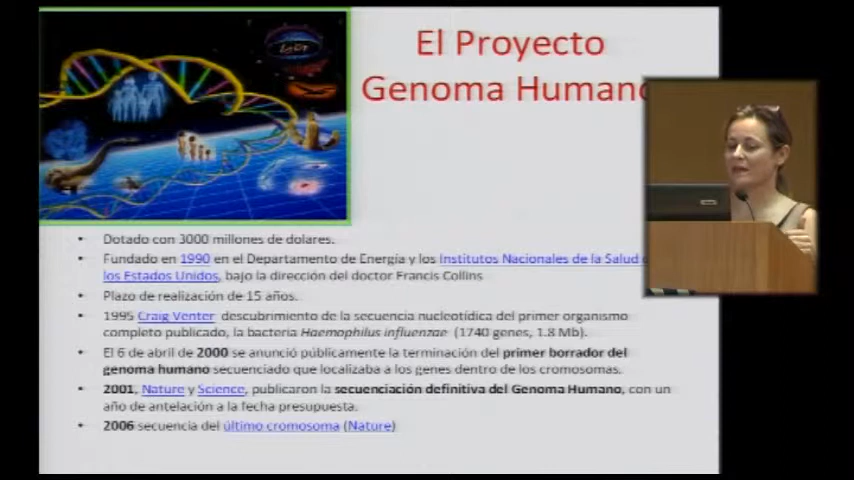 El Proyecto
Genoma Humano
• Dotado con 3000 millones de dolares.
• Fundado en 1990 en el Departamento de Energía y los Institutos Nacionales de la Salud
los Estados Unidos, bajo la dirección del doctor Francis Collins
• Plazo de realización de 15 años.
• 1995 Craig Venter descubrimiento de la secuencia nucleotídica del primer organismo
completo publicado, la bacteria Haemophilus influenzae (1740 genes, 1.8 Mb).
• El 6 de abril de 2000 se anunció públicamente la terminación del primer borrador del
genoma humano secuenciado que localizaba a los genes dentro de los cromosomas.
• 2001, Nature y Science, publicaron la secuenciación definitiva del Genoma Humano, con un
año de antelación a la fecha presupuesta.
• 2006 secuencia del último cromosoma (Nature)